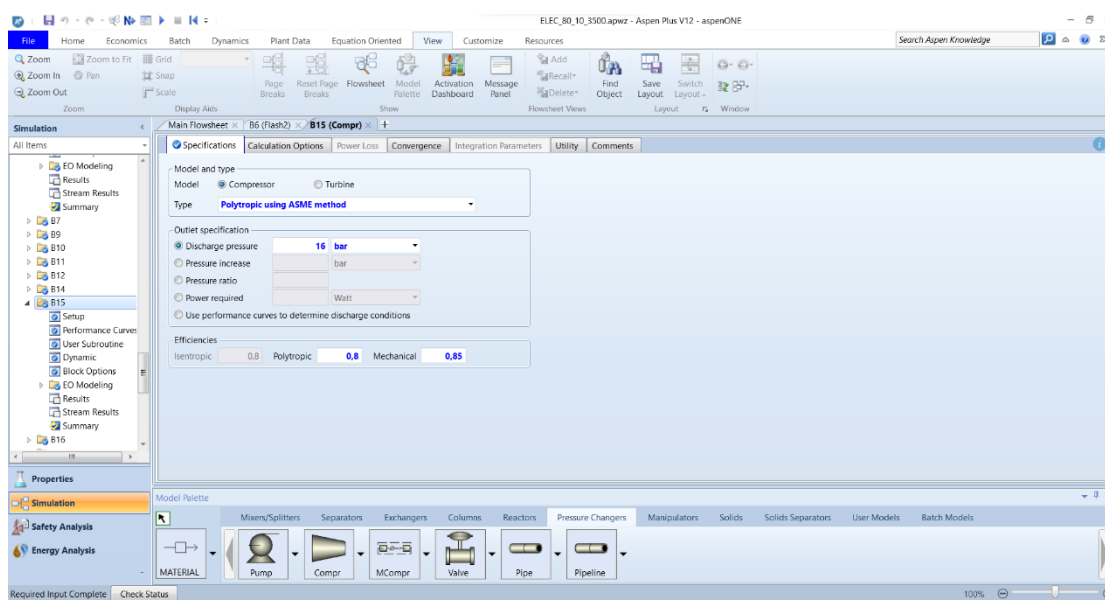 ELEC_80_10_3500.apwz - Aspen Plus V12 - aspenONE
File Home Economics Batch Dynamics Plant Data Equation Oriented View Customize Resources Search Aspen Knowledge
Zoom Zoom to Fit Grid
Zoom In Pan Snap
Zoom Out Scale
Page Breaks Reset Page Breaks Flowsheet Model Palette Activation Dashboard Message Panel
Add
Recall
Delete
Find Object Save Layout Switch Layout
Zoom Display Aids Show Flowsheet Views Layout Window
Simulation
Main Flowsheet B6 (Flash2) B15 (Compr) +
All Items
Specifications Calculation Options Power Loss Convergence Integration Parameters Utility Comments
EO Modeling
Results
Stream Results
Summary
B7
B9
B10
B11
B12
B14
B15
Setup
Performance Curves
User Subroutine
Dynamic
Block Options
EO Modeling
Results
Stream Results
Summary
B16
Model and type
Model Compressor Turbine
Type Polytropic using ASME method
Outlet specification
Discharge pressure 16 bar
Pressure increase bar
Pressure ratio
Power required Watt
Use performance curves to determine discharge conditions
Efficiencies
Isentropic 0,8 Polytropic 0,8 Mechanical 0,85
Properties
Simulation
Safety Analysis
Energy Analysis
Model Palette
Mixers/Splitters Separators Exchangers Columns Reactors Pressure Changers Manipulators Solids Solids Separators User Models Batch Models
MATERIAL Pump Compr MCompr Valve Pipe Pipeline
Required Input Complete Check Status 100%